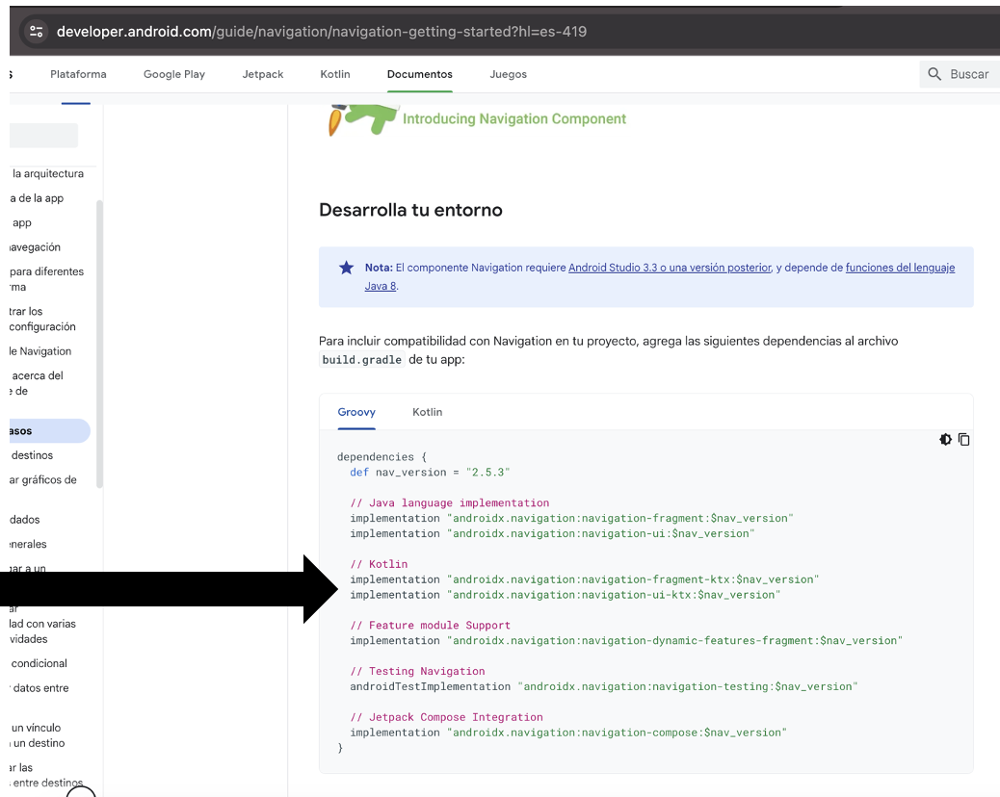 developer.android.com/guide/navigation/navigation-getting-started?hl=es-419
s Plataforma Google Play Jetpack Kotlin Documentos Juegos Buscar
Introducing Navigation Component
la arquitectura
a de la app
app
navegación
para diferentes
rma
trar los
configuración
de Navigation
acerca del
e de
asos
destinos
ar gráficos de
dados
enerales
gar a un
ar
dad con varias
vidades
condicional
datos entre
un vínculo
un destino
ar las
entre destinos
Desarrolla tu entorno
Nota: El componente Navigation requiere Android Studio 3.3 o una versión posterior, y depende de funciones del lenguaje
Java 8.
Para incluir compatibilidad con Navigation en tu proyecto, agrega las siguientes dependencias al archivo
build.gradle de tu app:
Groovy Kotlin
dependencies {
def nav_version = "2.5.3"
// Java language implementation
implementation "androidx.navigation:navigation-fragment:$nav_version"
implementation "androidx.navigation:navigation-ui:$nav_version"
// Kotlin
implementation "androidx.navigation:navigation-fragment-ktx:$nav_version"
implementation "androidx.navigation:navigation-ui-ktx:$nav_version"
// Feature module Support
implementation "androidx.navigation:navigation-dynamic-features-fragment:$nav_version"
// Testing Navigation
androidTestImplementation "androidx.navigation:navigation-testing:$nav_version"
// Jetpack Compose Integration
implementation "androidx.navigation:navigation-compose:$nav_version"
}